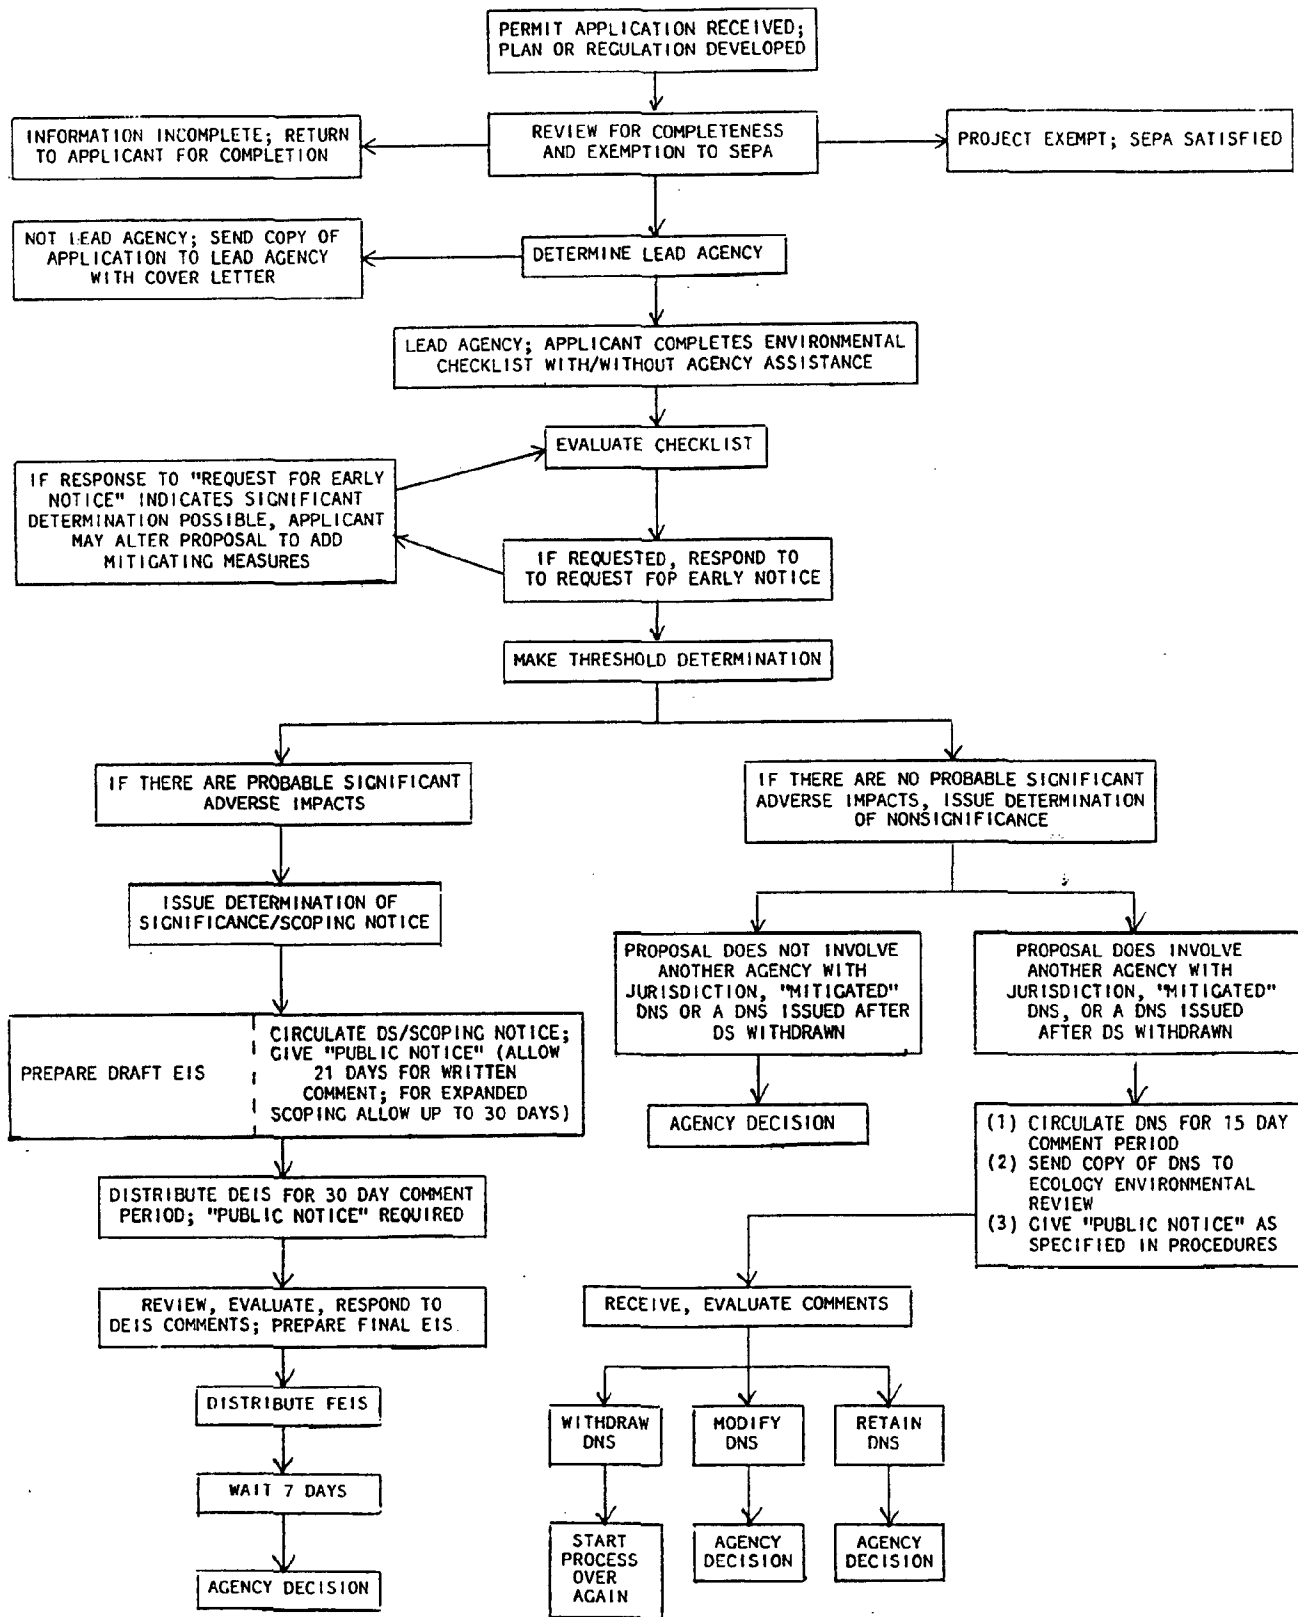 PERMIT APPLICATION RECEIVED;
PLAN OR REGULATION DEVELOPED
INFORMATION INCOMPLETE; RETURN
TO APPLICANT FOR COMPLETION
REVIEW FOR COMPLETENESS
AND EXEMPTION TO SEPA
PROJECT EXEMPT; SEPA SATISFIED
NOT LEAD AGENCY; SEND COPY OF
APPLICATION TO LEAD AGENCY
WITH COVER LETTER
DETERMINE LEAD AGENCY
LEAD AGENCY; APPLICANT COMPLETES ENVIRONMENTAL
CHECKLIST WITH/WITHOUT AGENCY ASSISTANCE
EVALUATE CHECKLIST
IF RESPONSE TO "REQUEST FOR EARLY
NOTICE" INDICATES SIGNIFICANT
DETERMINATION POSSIBLE, APPLICANT
MAY ALTER PROPOSAL TO ADD
MITIGATING MEASURES
IF REQUESTED, RESPOND TO
TO REQUEST FOP EARLY NOTICE
MAKE THRESHOLD DETERMINATION
IF THERE ARE PROBABLE SIGNIFICANT
ADVERSE IMPACTS
IF THERE ARE NO PROBABLE SIGNIFICANT
ADVERSE IMPACTS, ISSUE DETERMINATION
OF NONSIGNIFICANCE
ISSUE DETERMINATION OF
SIGNIFICANCE/SCOPING NOTICE
PROPOSAL DOES NOT INVOLVE
ANOTHER AGENCY WITH
JURISDICTION, "MITIGATED"
DNS OR A DNS ISSUED AFTER
DS WITHDRAWN
PROPOSAL DOES INVOLVE
ANOTHER AGENCY WITH
JURISDICTION, "MITIGATED"
DNS, OR A DNS ISSUED
AFTER DS WITHDRAWN
PREPARE DRAFT EIS
CIRCULATE DS/SCOPING NOTICE;
GIVE "PUBLIC NOTICE" (ALLOW
21 DAYS FOR WRITTEN
COMMENT; FOR EXPANDED
SCOPING ALLOW UP TO 30 DAYS)
AGENCY DECISION
(1) CIRCULATE DNS FOR 15 DAY
COMMENT PERIOD
(2) SEND COPY OF DNS TO
ECOLOGY ENVIRONMENTAL
REVIEW
(3) GIVE "PUBLIC NOTICE" AS
SPECIFIED IN PROCEDURES
DISTRIBUTE DEIS FOR 30 DAY COMMENT
PERIOD; "PUBLIC NOTICE" REQUIRED
REVIEW, EVALUATE, RESPOND TO
DEIS COMMENTS; PREPARE FINAL EIS.
RECEIVE, EVALUATE COMMENTS
DISTRIBUTE FEIS
WITHDRAW
DNS
MODIFY
DNS
RETAIN
DNS
WAIT 7 DAYS
START
PROCESS
OVER
AGAIN
AGENCY
DECISION
AGENCY
DECISION
AGENCY DECISION